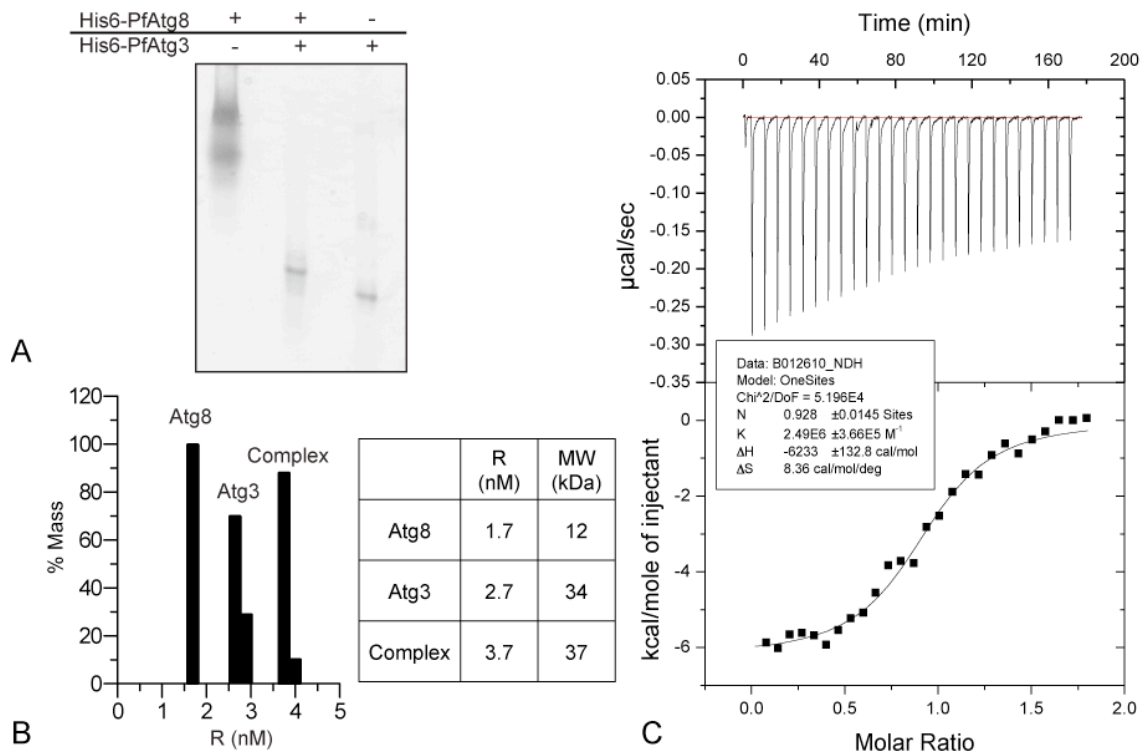 His6-PfAtg8 + + -
His6-PfAtg3 - + +
A
120
100
80
60
40
20
0
% Mass
Atg8
Atg3
Complex
0 1 2 3 4 5
R (nM)
B
R (nM) MW (kDa)
Atg8 1.7 12
Atg3 2.7 34
Complex 3.7 37
Time (min)
0 40 80 120 160 200
0.05
0.00
-0.05
-0.10
-0.15
-0.20
-0.25
-0.30
-0.35
µcal/sec
Data: B012610_NDH
Model: OneSites
Chi^2/DoF = 5.196E4
N 0.928 ±0.0145 Sites
K 2.49E6 ±3.66E5 M-1
ΔH -6233 ±132.8 cal/mol
ΔS 8.36 cal/mol/deg
0
-2
-4
-6
kcal/mole of injectant
0.0 0.5 1.0 1.5 2.0
Molar Ratio
C